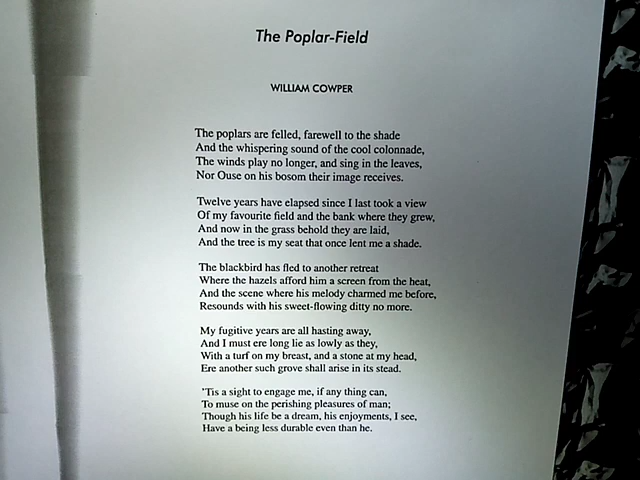 The Poplar-Field
WILLIAM COWPER
The poplars are felled, farewell to the shade
And the whispering sound of the cool colonnade,
The winds play no longer, and sing in the leaves,
Nor Ouse on his bosom their image receives.
Twelve years have elapsed since I last took a view
Of my favourite field and the bank where they grew,
And now in the grass behold they are laid,
And the tree is my seat that once lent me a shade.
The blackbird has fled to another retreat
Where the hazels afford him a screen from the heat,
And the scene where his melody charmed me before,
Resounds with his sweet-flowing ditty no more.
My fugitive years are all hasting away,
And I must ere long lie as lowly as they,
With a turf on my breast, and a stone at my head,
Ere another such grove shall arise in its stead.
'Tis a sight to engage me, if any thing can,
To muse on the perishing pleasures of man;
Though his life be a dream, his enjoyments, I see,
Have a being less durable even than he.